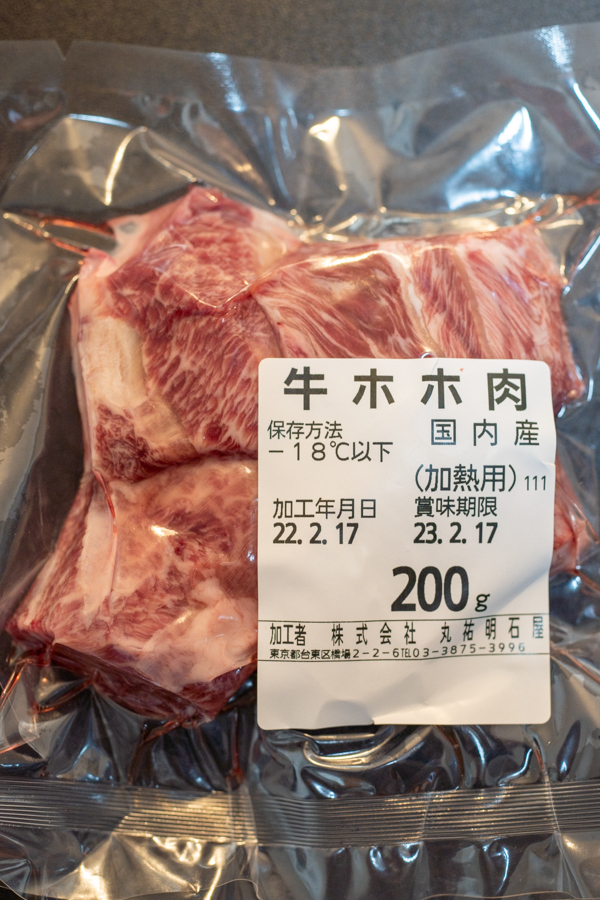 牛ホホ肉
保存方法 国内産
－18℃以下
(加熱用) 111
加工年月日 賞味期限
22.2.17 23.2.17
200g
加工者 株式会社 丸祐明石屋
東京都台東区橋場2-2-6TEL03-3875-3996